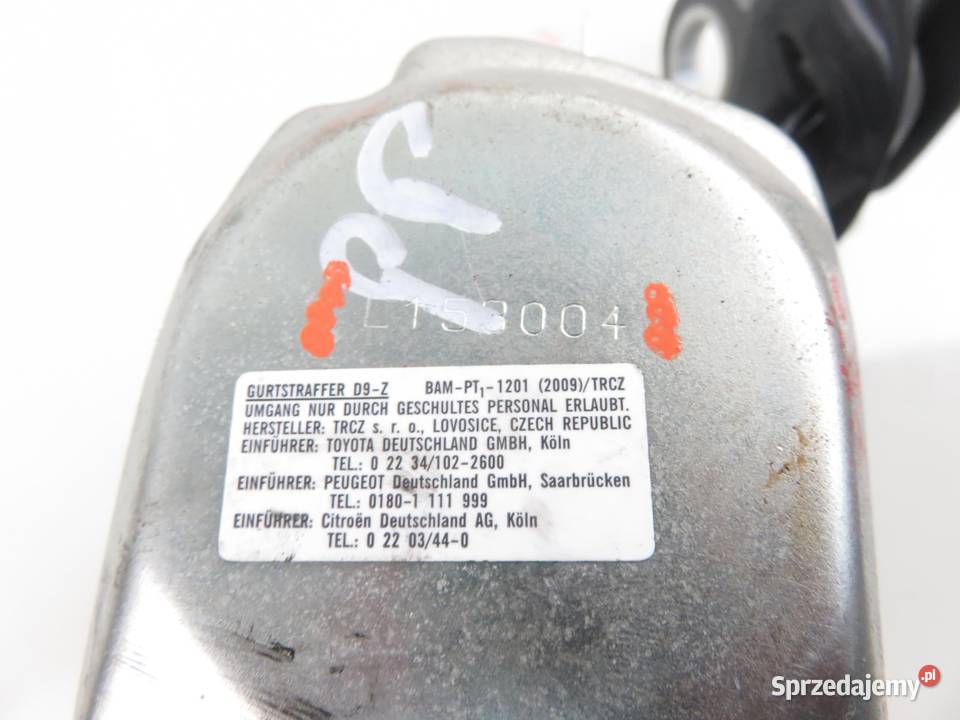 PP
L153004
GURTSTRAFFER D9-Z BAM-PT1-1201 (2009)/TRCZ
UMGANG NUR DURCH GESCHULTES PERSONAL ERLAUBT.
HERSTELLER: TRCZ s. r. o., LOVOSICE, CZECH REPUBLIC
EINFÜHRER: TOYOTA DEUTSCHLAND GMBH, Köln
TEL.: 0 22 34/102-2600
EINFÜHRER: PEUGEOT Deutschland GmbH, Saarbrücken
TEL.: 0180-1 111 999
EINFÜHRER: Citroën Deutschland AG, Köln
TEL.: 0 22 03/44-0
Sprzedajemy.pl